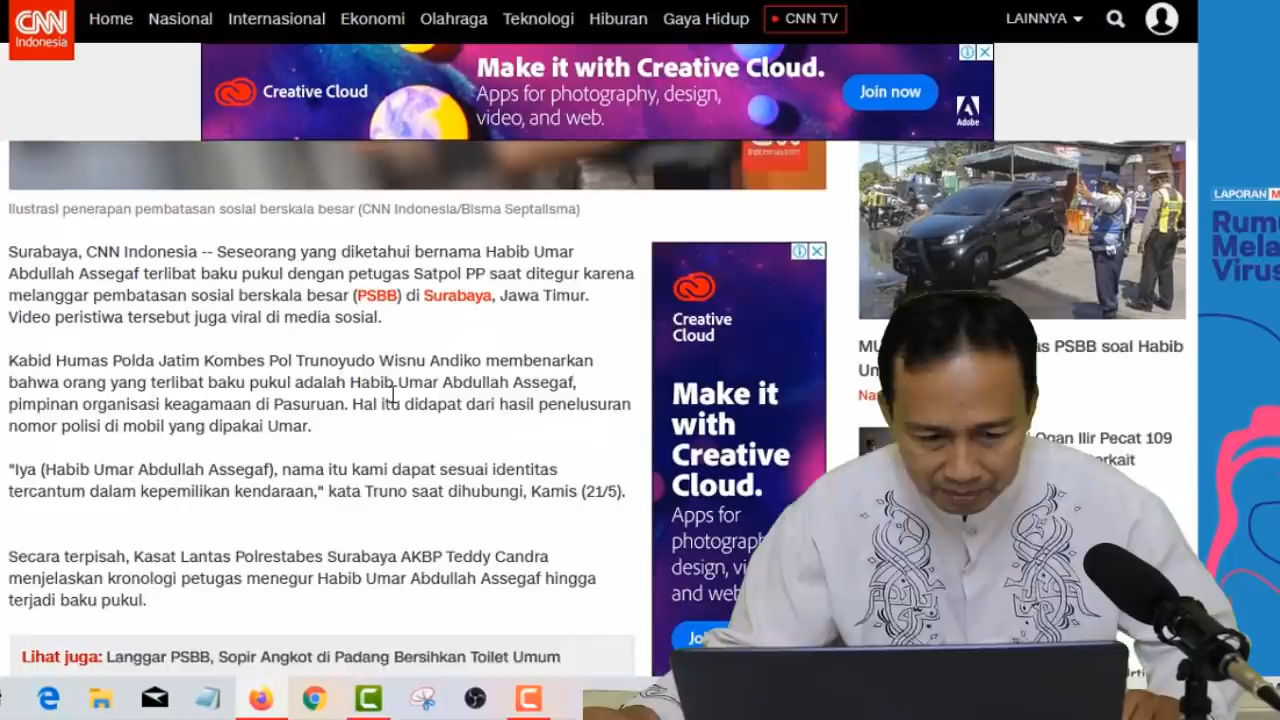 CNN
Indonesia
Home Nasional Internasional Ekonomi Olahraga Teknologi Hiburan Gaya Hidup CNN TV LAINNYA
Creative Cloud
Make it with Creative Cloud.
Apps for photography, design,
video, and web.
Join now
Adobe
Ilustrasi penerapan pembatasan sosial berskala besar (CNN Indonesia/Bisma Septalisma)
Surabaya, CNN Indonesia -- Seseorang yang diketahui bernama Habib Umar
Abdullah Assegaf terlibat baku pukul dengan petugas Satpol PP saat ditegur karena
melanggar pembatasan sosial berskala besar (PSBB) di Surabaya, Jawa Timur.
Video peristiwa tersebut juga viral di media sosial.
Kabid Humas Polda Jatim Kombes Pol Trunoyudo Wisnu Andiko membenarkan
bahwa orang yang terlibat baku pukul adalah Habib Umar Abdullah Assegaf,
pimpinan organisasi keagamaan di Pasuruan. Hal itu didapat dari hasil penelusuran
nomor polisi di mobil yang dipakai Umar.
"Iya (Habib Umar Abdullah Assegaf), nama itu kami dapat sesuai identitas
tercantum dalam kepemilikan kendaraan," kata Truno saat dihubungi, Kamis (21/5).
Secara terpisah, Kasat Lantas Polrestabes Surabaya AKBP Teddy Candra
menjelaskan kronologi petugas menegur Habib Umar Abdullah Assegaf hingga
terjadi baku pukul.
Lihat juga: Langgar PSBB, Sopir Angkot di Padang Bersihkan Toilet Umum
Creative
Cloud
Make it
with
Creative
Cloud.
Apps for
design,
and web
PSBB soal Habib
Ogan Ilir Pecat 109
LAPORAN
Virus